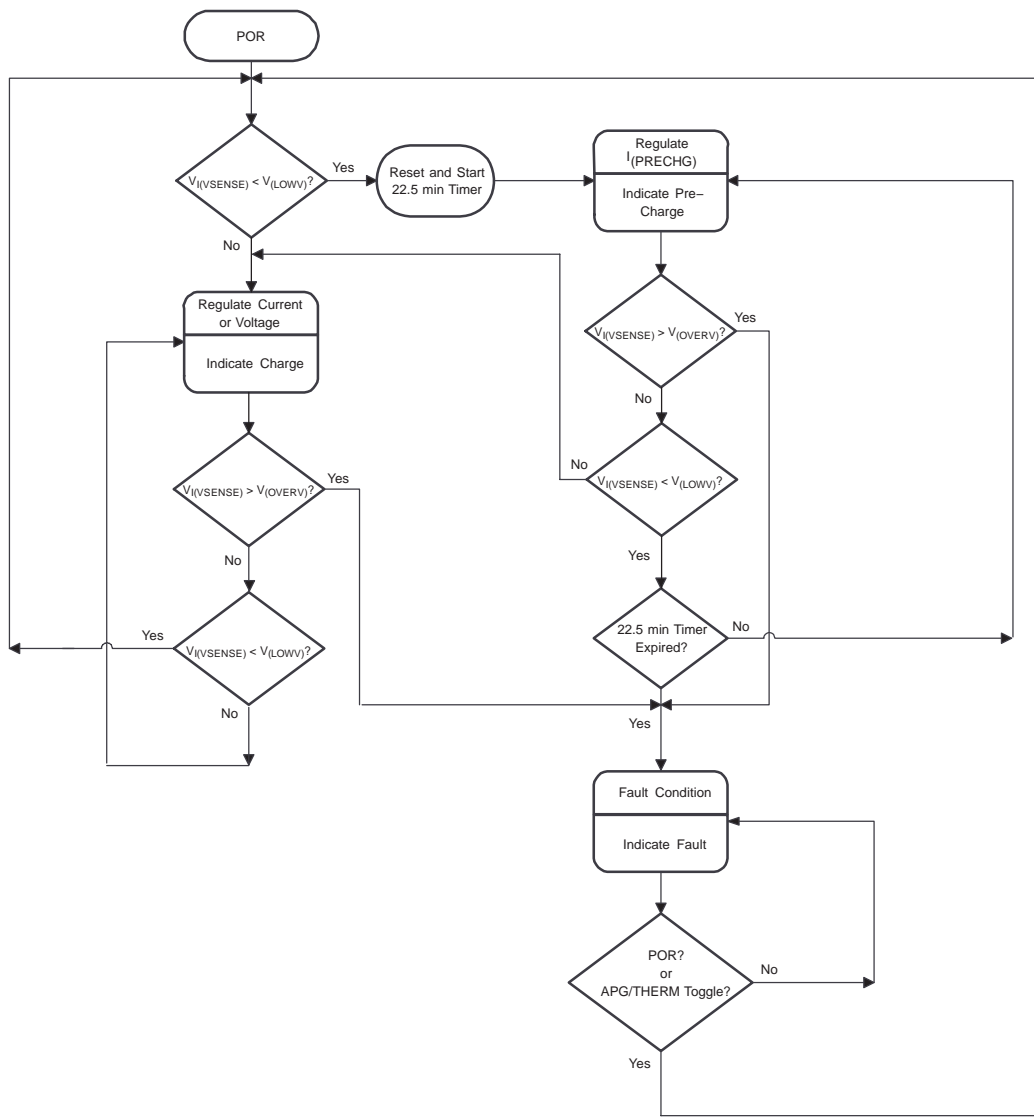 POR
V_I(VSENSE) < V_(LOWV)?
Yes
Reset and Start
22.5 min Timer
Regulate
I_(PRECHG)
Indicate Pre–
Charge
No
Regulate Current
or Voltage
Indicate Charge
V_I(VSENSE) > V_(OVERV)?
Yes
No
V_I(VSENSE) > V_(OVERV)?
Yes
No
V_I(VSENSE) < V_(LOWV)?
No
Yes
V_I(VSENSE) < V_(LOWV)?
Yes
No
22.5 min Timer
Expired?
No
Yes
Fault Condition
Indicate Fault
POR?
or
APG/THERM Toggle?
No
Yes